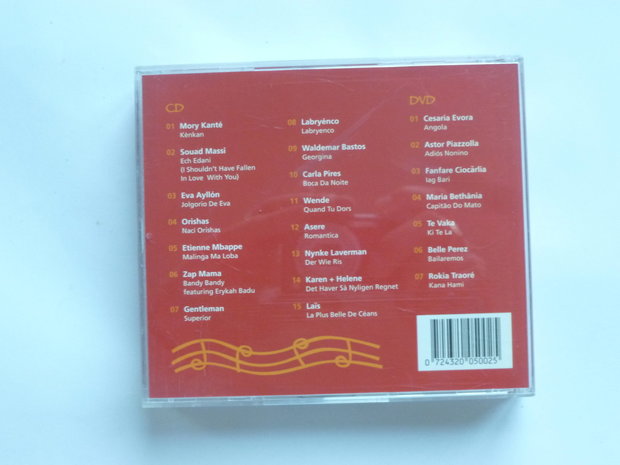 CD
01 Mory Kanté
Kènkan
02 Souad Massi
Ech Edani
(I Shouldn't Have Fallen
In Love With You)
03 Eva Ayllón
Jolgorio De Eva
04 Orishas
Naci Orishas
05 Etienne Mbappe
Malinga Ma Loba
06 Zap Mama
Bandy Bandy
featuring Erykah Badu
07 Gentleman
Superior
08 Labryénco
Labryenco
09 Waldemar Bastos
Georgina
10 Carla Pires
Boca Da Noite
11 Wende
Quand Tu Dors
12 Asere
Romantica
13 Nynke Laverman
Der Wie Ris
14 Karen + Helene
Det Haver Så Nyligen Regnet
15 Laïs
La Plus Belle De Céans
DVD
01 Cesaria Evora
Angola
02 Astor Piazzolla
Adiós Nonino
03 Fanfare Ciocărlia
Iag Bari
04 Maria Bethânia
Capitão Do Mato
05 Te Vaka
Ki Te La
06 Belle Perez
Bailaremos
07 Rokia Traoré
Kana Hami
0 724320 050025